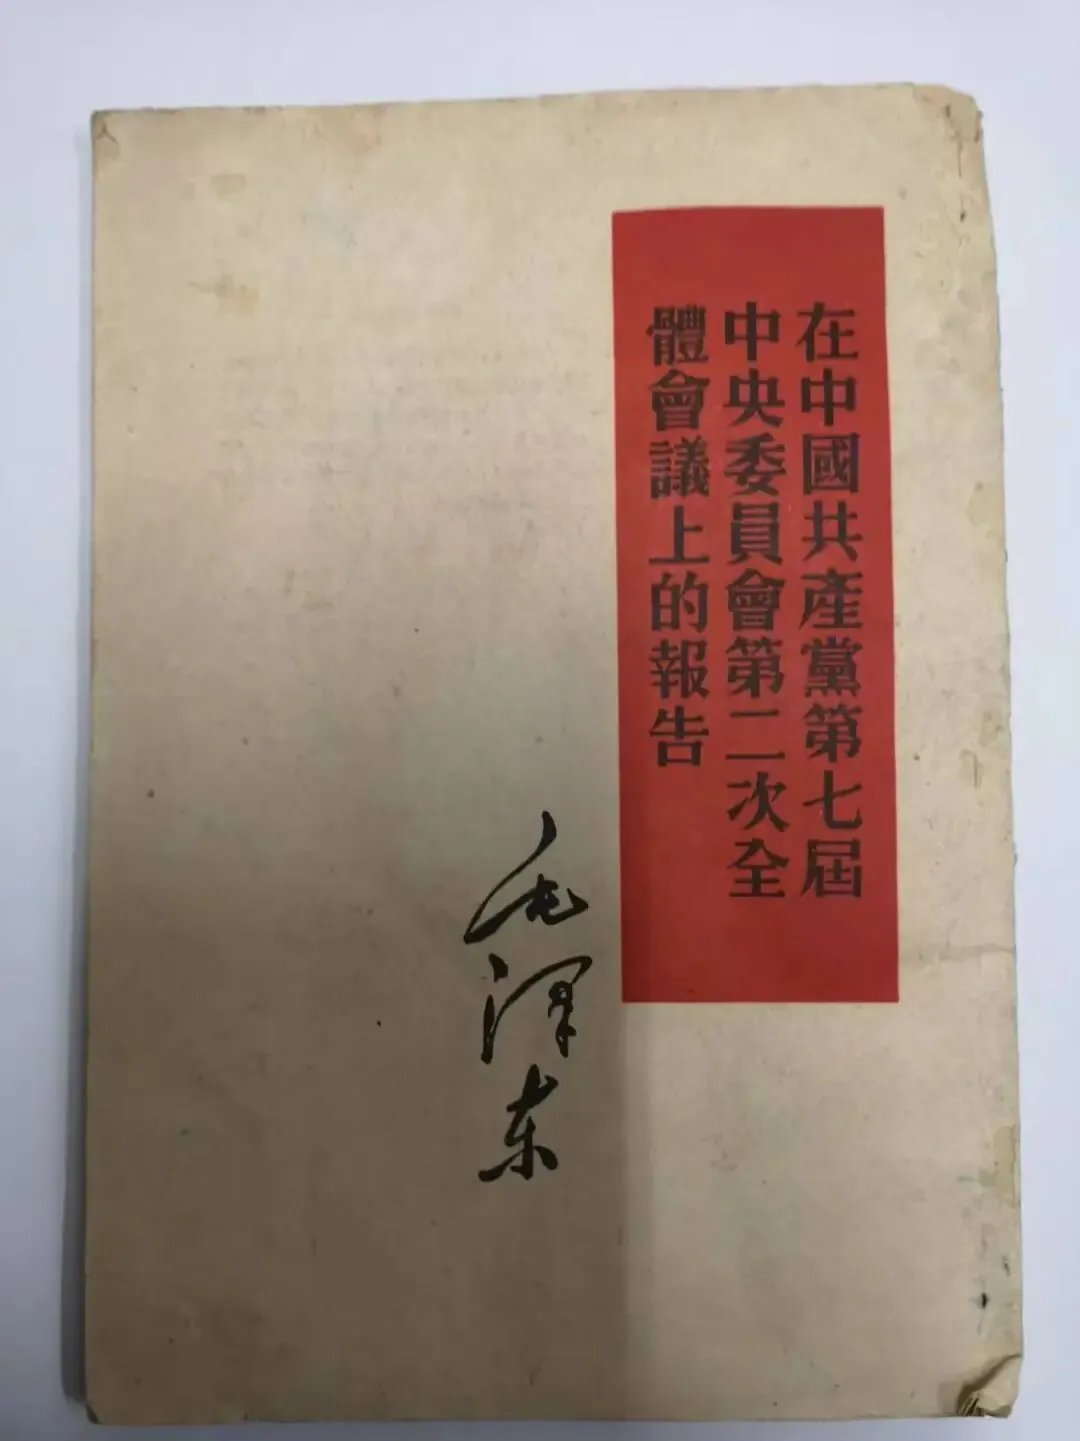 在中國共產黨第七屆
中央委員會第二次全
體會議上的報告
毛澤东